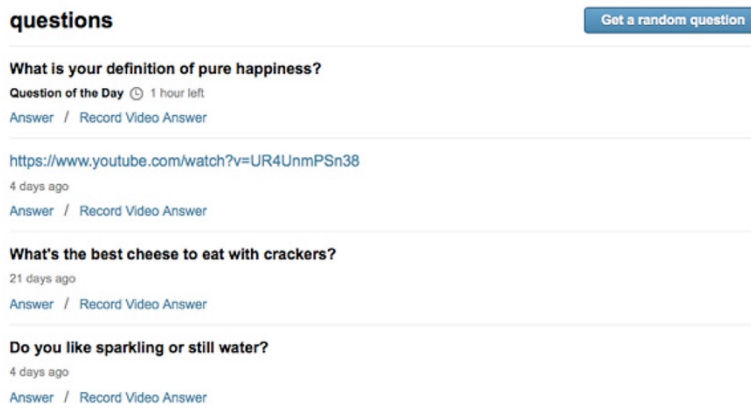 questions
Get a random question
What is your definition of pure happiness?
Question of the Day 1 hour left
Answer / Record Video Answer
https://www.youtube.com/watch?v=UR4UnmPSn38
4 days ago
Answer / Record Video Answer
What's the best cheese to eat with crackers?
21 days ago
Answer / Record Video Answer
Do you like sparkling or still water?
4 days ago
Answer / Record Video Answer